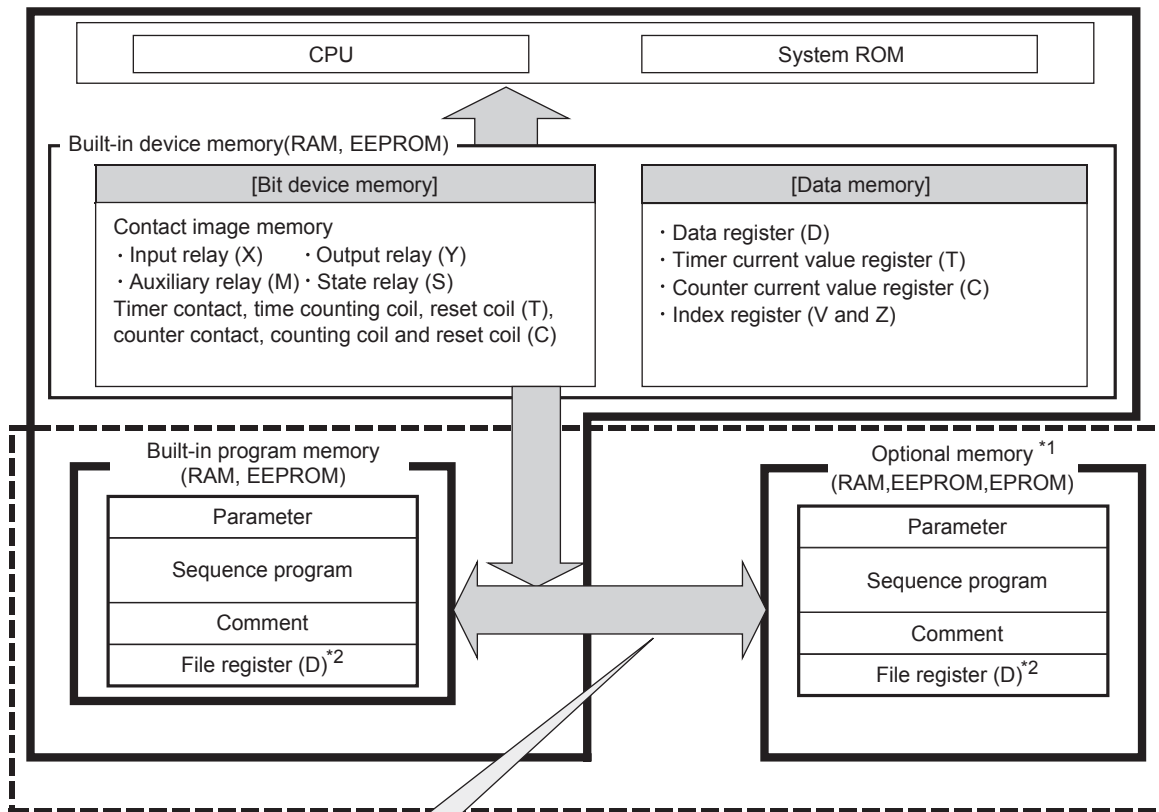 CPU
System ROM
Built-in device memory(RAM, EEPROM)
[Bit device memory]
Contact image memory
・Input relay (X) ・Output relay (Y)
・Auxiliary relay (M) ・State relay (S)
Timer contact, time counting coil, reset coil (T),
counter contact, counting coil and reset coil (C)
[Data memory]
・Data register (D)
・Timer current value register (T)
・Counter current value register (C)
・Index register (V and Z)
Built-in program memory
(RAM, EEPROM)
Parameter
Sequence program
Comment
File register (D)*2
Optional memory *1
(RAM,EEPROM,EPROM)
Parameter
Sequence program
Comment
File register (D)*2